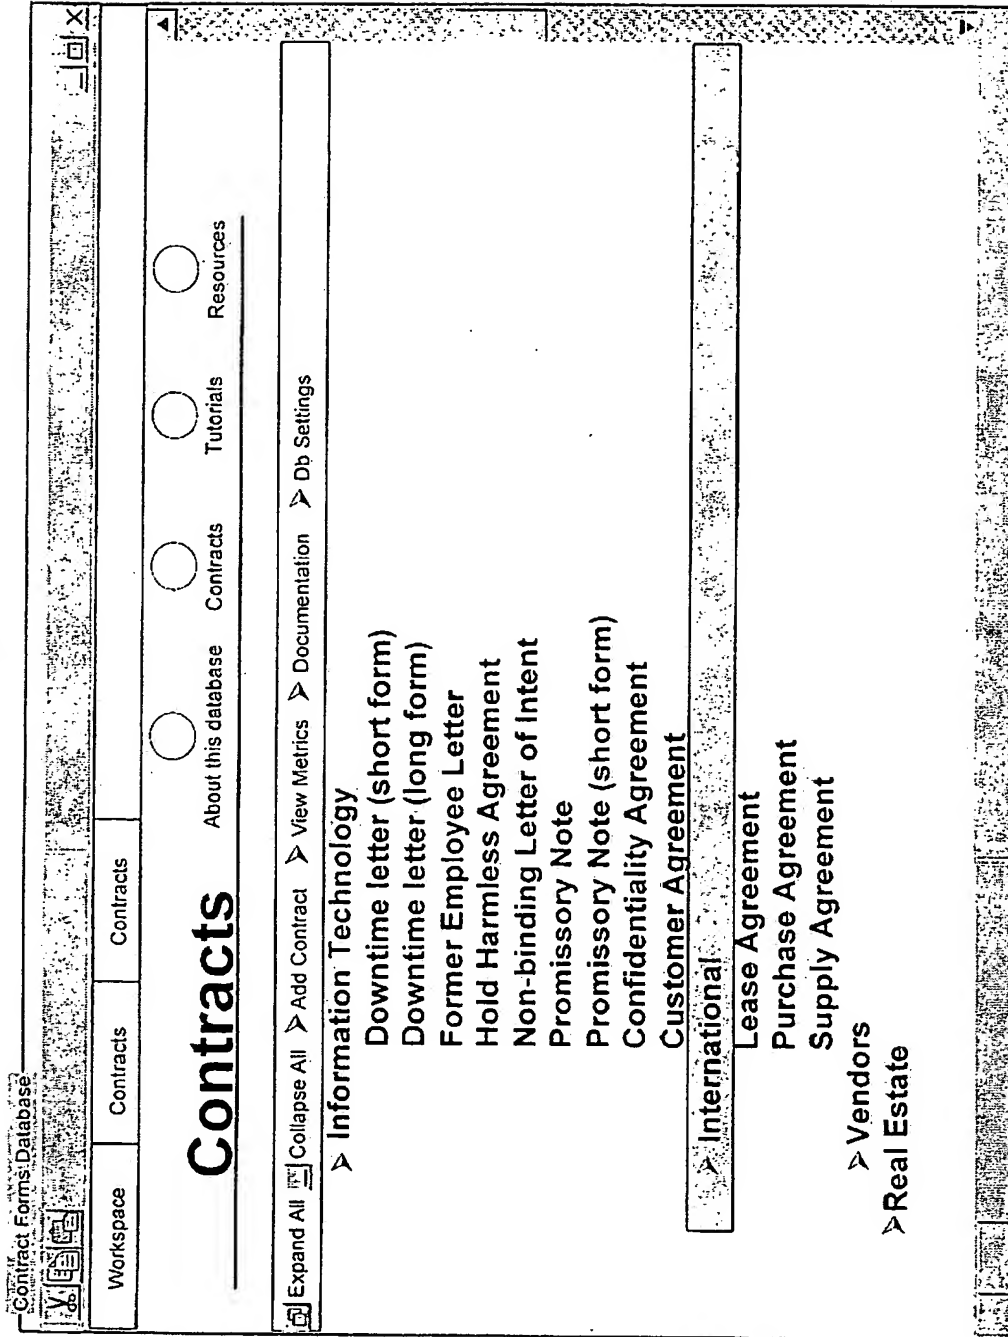 Contract Forms Database
Workspace Contracts Contracts
Contracts About this database Contracts Tutorials Resources
Expand All Collapse All Add Contract View Metrics Documentation Db Settings
Information Technology
Downtime letter (short form)
Downtime letter (long form)
Former Employee Letter
Hold Harmless Agreement
Non-binding Letter of Intent
Promissory Note
Promissory Note (short form)
Confidentiality Agreement
Customer Agreement
International
Lease Agreement
Purchase Agreement
Supply Agreement
Vendors
Real Estate